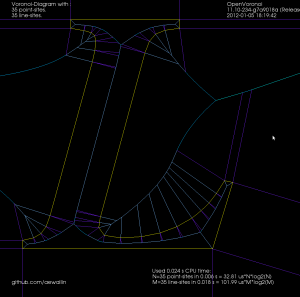 Voronoi-Diagram with :
35 point-sites.
35 line-sites.
OpenVoronoi
11.10-234-g7a9018a (Release
2012-01-05 18:19:42
Used 0.024 s CPU time:
N=35 point-sites in 0.006 s = 32.81 us*N*log2(N)
M=35 line-sites in 0.018 s = 101.99 us*M*log2(M)
github.com/aewallin